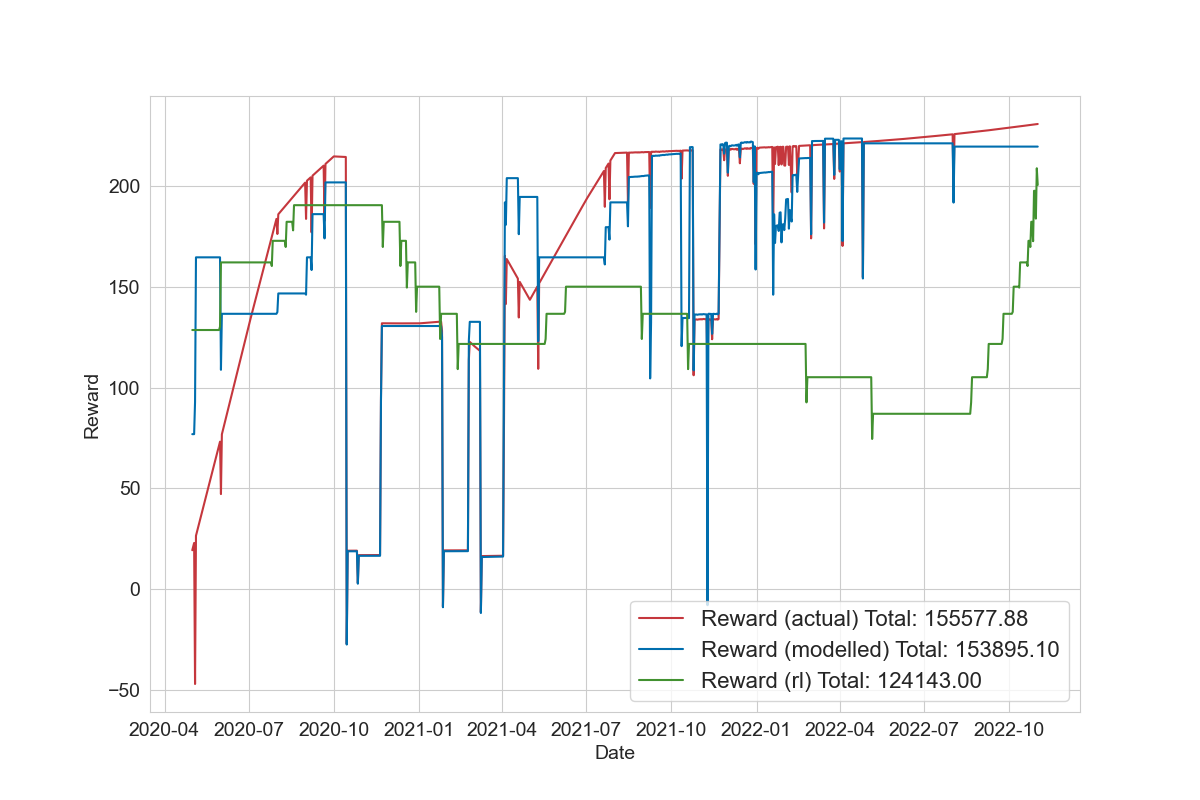 200
150
100
50
0
−50
Reward
Reward (actual) Total: 155577.88
Reward (modelled) Total: 153895.10
Reward (rl) Total: 124143.00
2020-04 2020-07 2020-10 2021-01 2021-04 2021-07 2021-10 2022-01 2022-04 2022-07 2022-10
Date